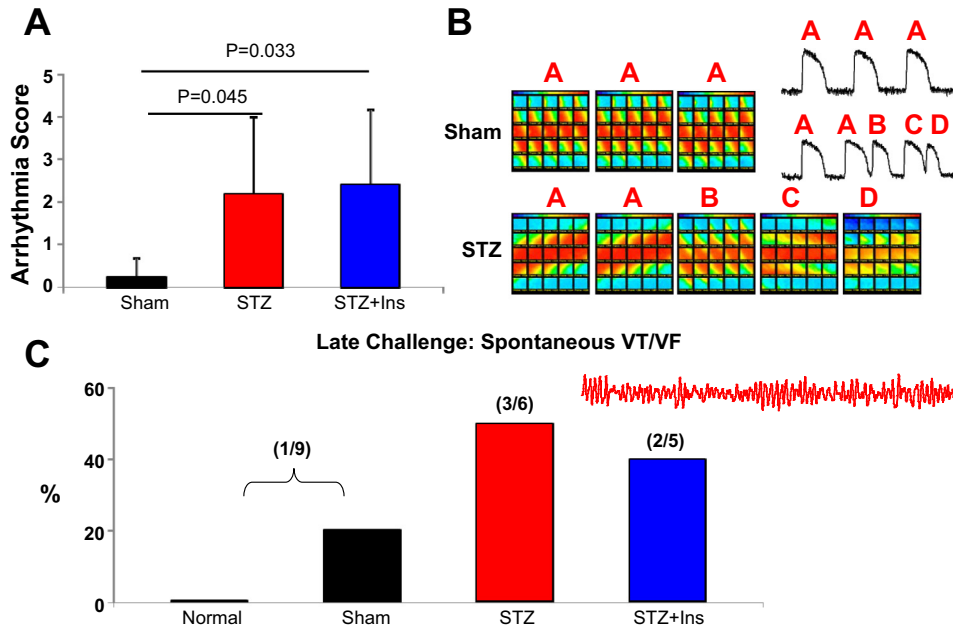 A
P=0.033
P=0.045
Arrhythmia Score
5
4
3
2
1
0
Sham STZ STZ+Ins
B
A A A
A A A
Sham
A A B C D
A A B C D
STZ
C
Late Challenge: Spontaneous VT/VF
60
40
20
0
%
(1/9)
(3/6)
(2/5)
Normal Sham STZ STZ+Ins